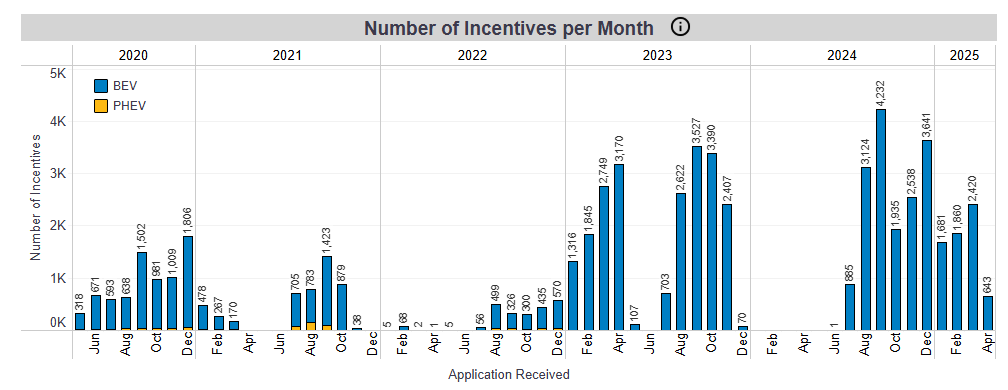 Number of Incentives per Month
2020 2021 2022 2023 2024 2025
Number of Incentives
5K
4K
3K
2K
1K
0K
BEV
PHEV
318 671 593 638 1,502 981 1,009 1,806
478 267 170 705 783 1,423 879 38
5 68 2 1 5 56 499 326 300 435 570
1,316 1,845 2,749 3,170 107 703 2,622 3,527 3,390 2,407 70
1 885 3,124 4,232 1,935 2,538 3,641
1,681 1,860 2,420 643
Jun Aug Oct Dec Feb Apr Jun Aug Oct Dec Feb Apr Jun Aug Oct Dec Feb Apr Jun Aug Oct Dec Feb Apr Jun Aug Oct Dec Feb Apr
Application Received